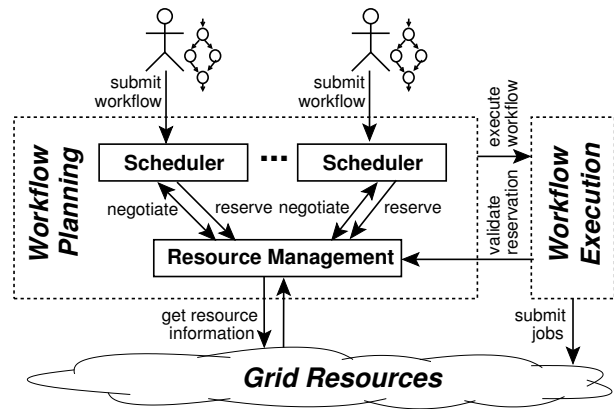 submit
workflow
submit
workflow
execute
workflow
Workflow
Planning
Scheduler
...
Scheduler
negotiate
reserve
negotiate
reserve
validate
reservation
Workflow
Execution
Resource Management
get resource
information
submit
jobs
Grid Resources